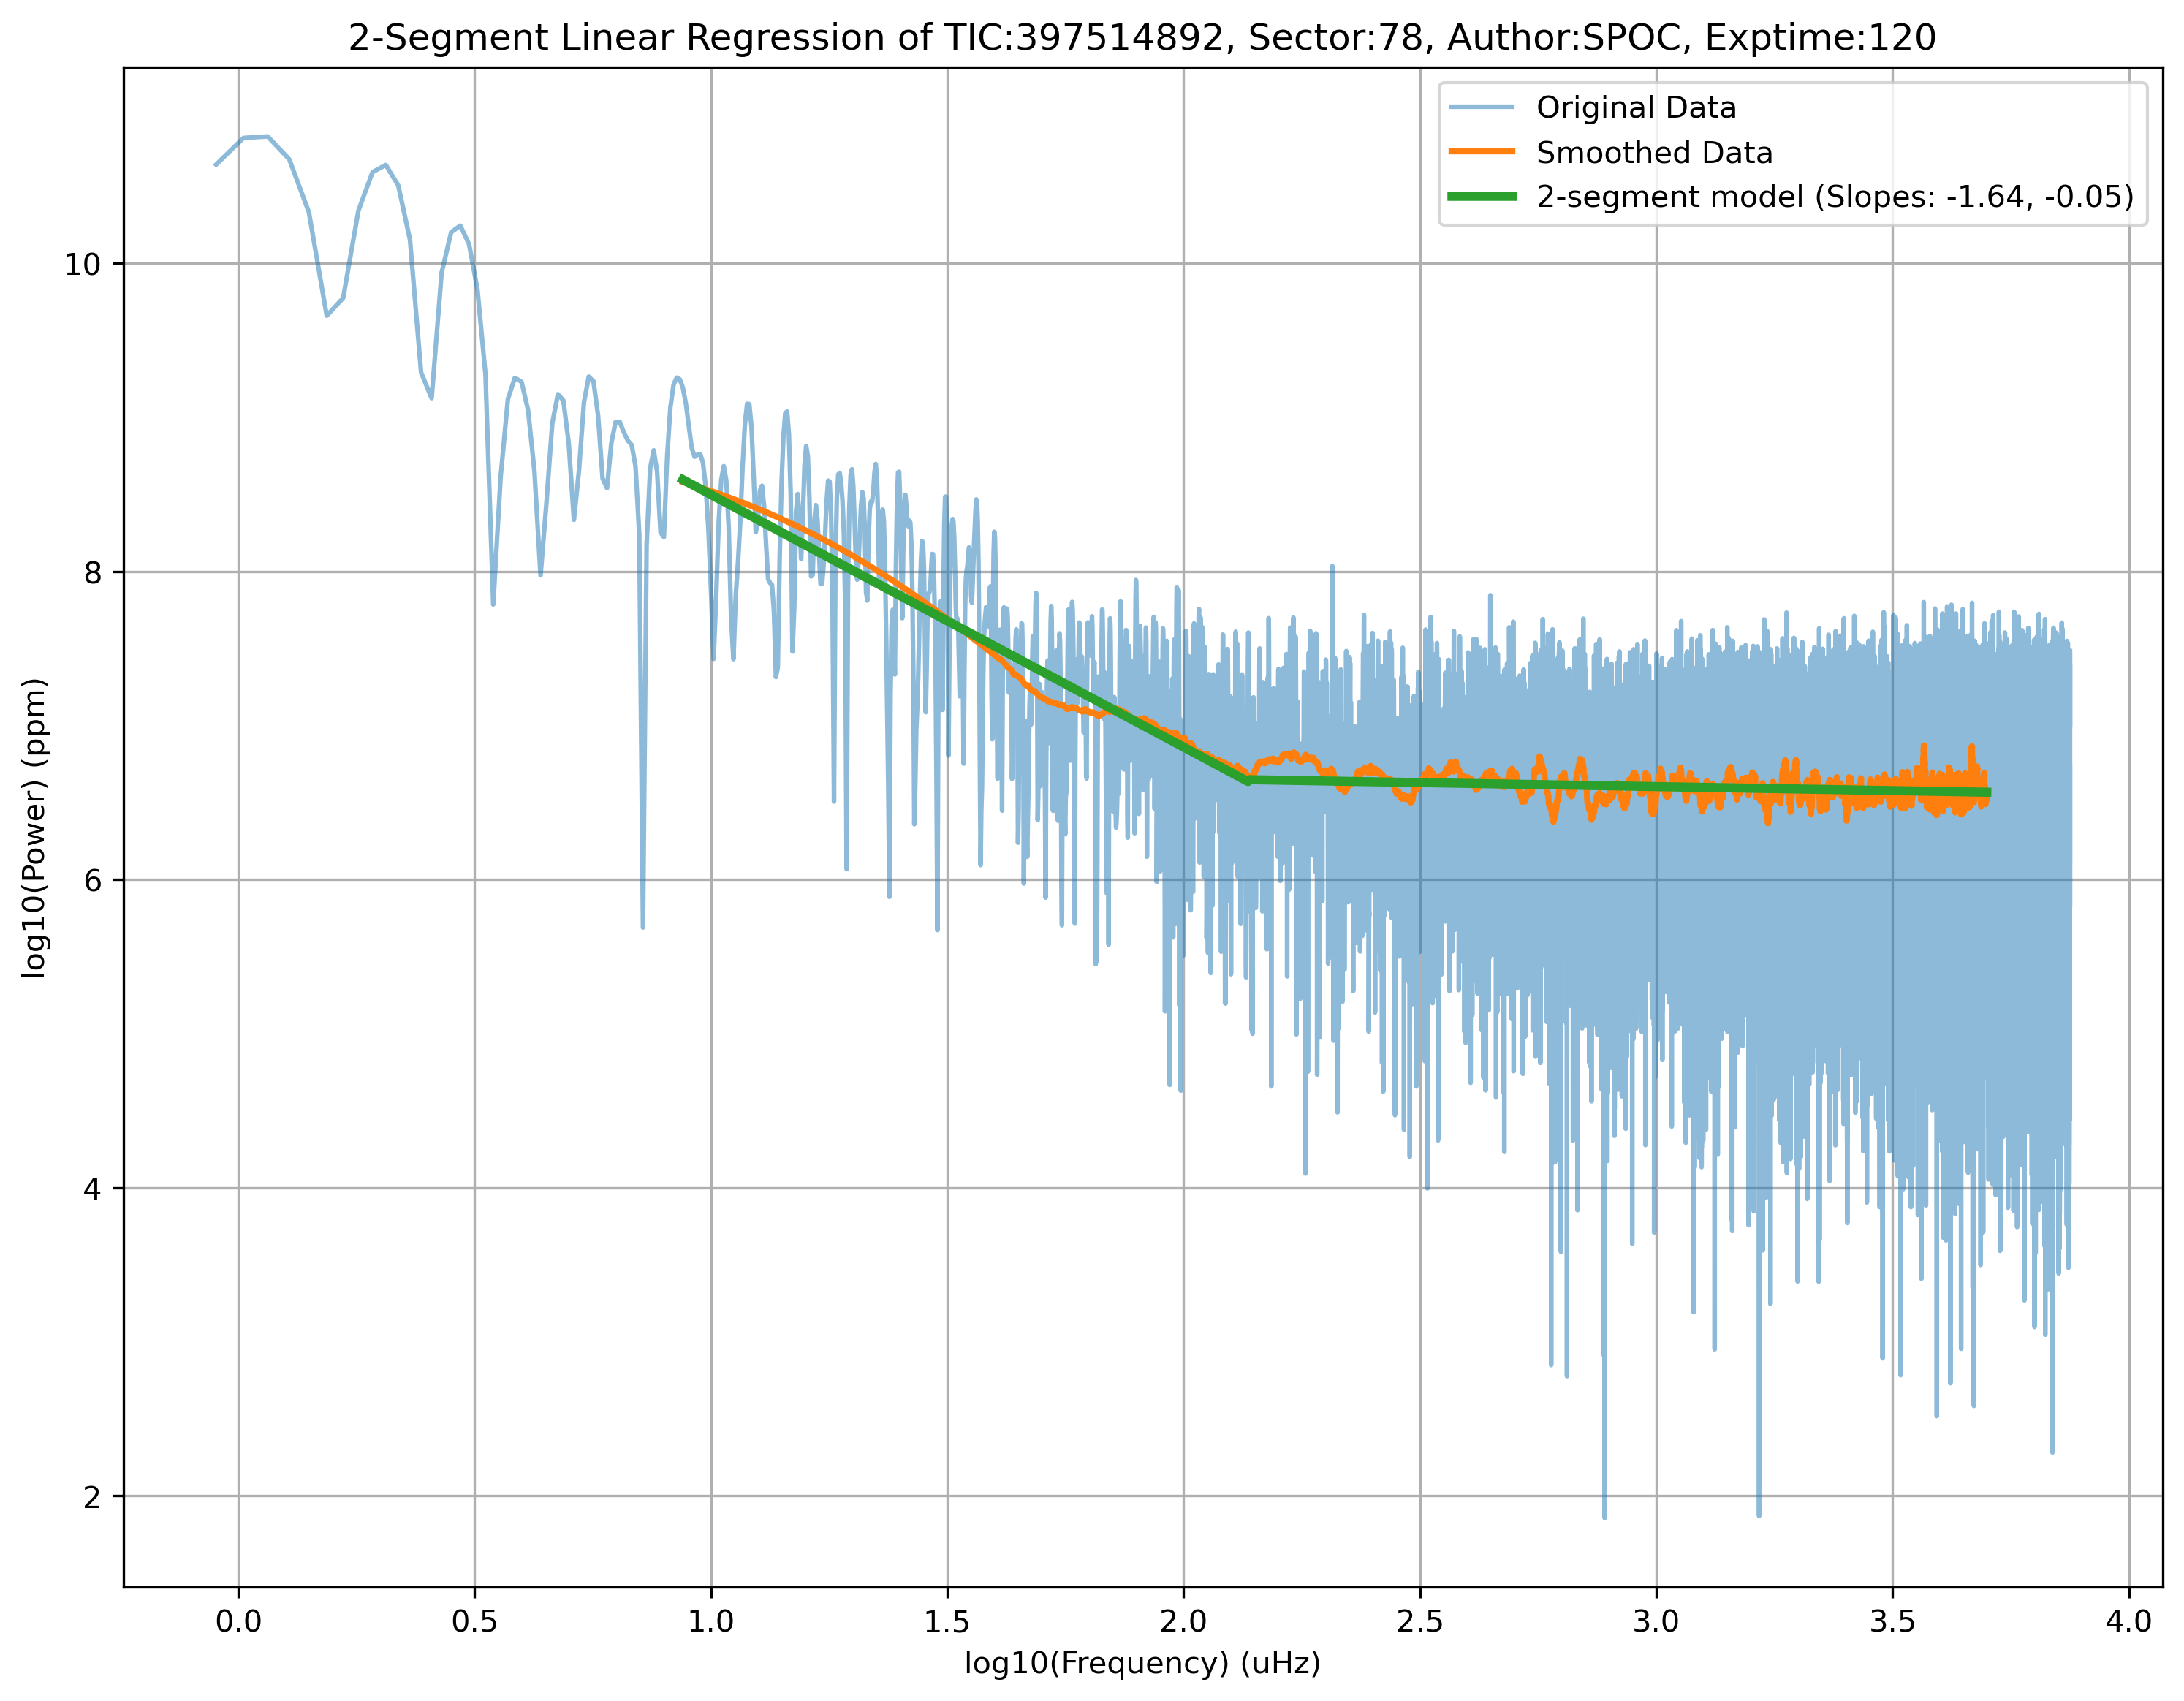 2-Segment Linear Regression of TIC:397514892, Sector:78, Author:SPOC, Exptime:120
Original Data
Smoothed Data
2-segment model (Slopes: -1.64, -0.05)
log10(Power) (ppm)
10
8
6
4
2
0.0 0.5 1.0 1.5 2.0 2.5 3.0 3.5 4.0
log10(Frequency) (uHz)